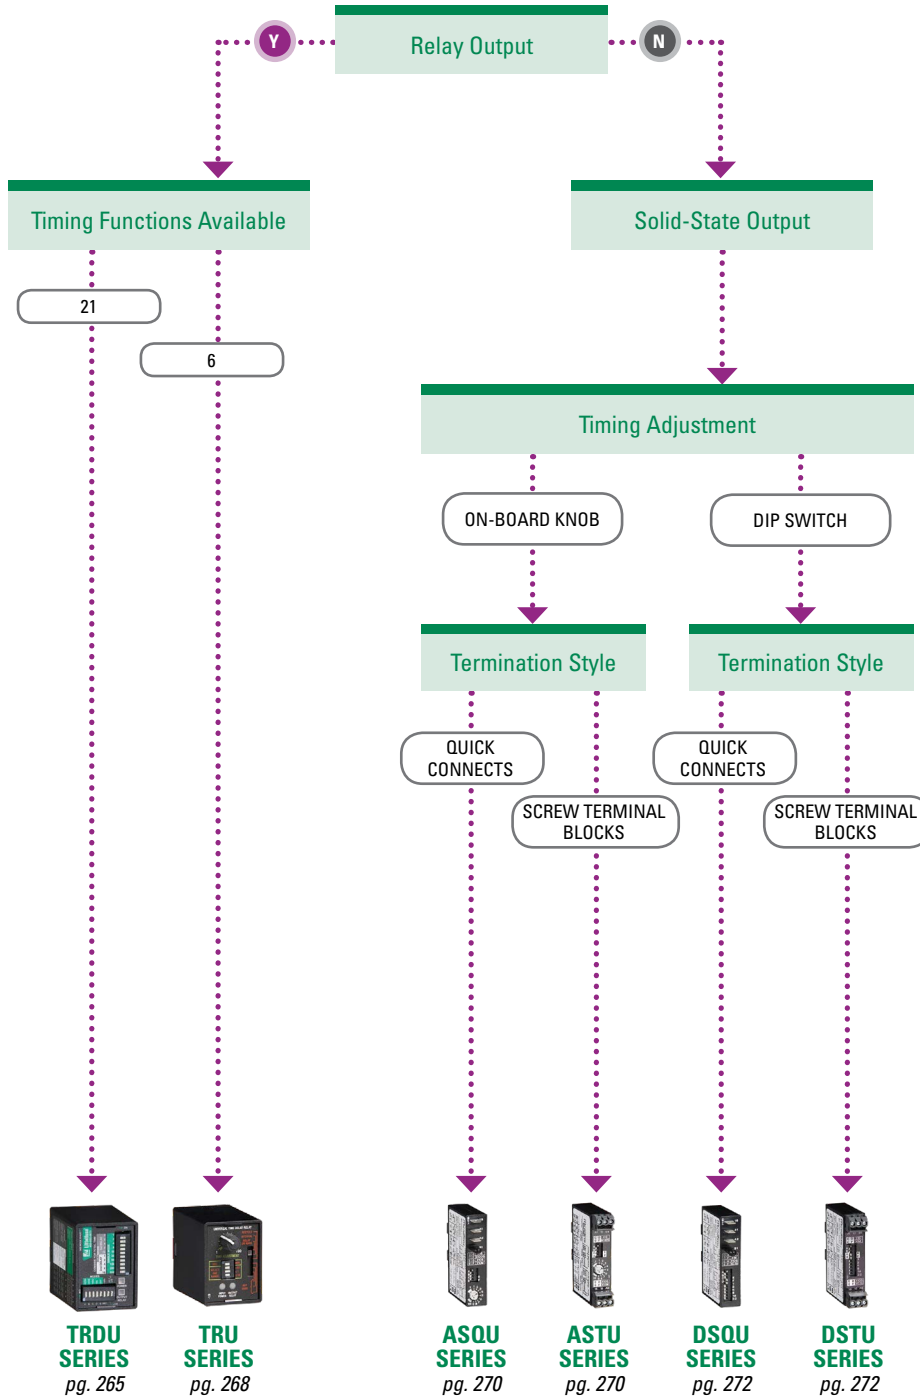 Y
Relay Output
N
Timing Functions Available
Solid-State Output
21
6
Timing Adjustment
ON-BOARD KNOB
DIP SWITCH
Termination Style
Termination Style
QUICK
CONNECTS
SCREW TERMINAL
BLOCKS
QUICK
CONNECTS
SCREW TERMINAL
BLOCKS
TRDU
SERIES
pg. 265
TRU
SERIES
pg. 268
ASQU
SERIES
pg. 270
ASTU
SERIES
pg. 270
DSQU
SERIES
pg. 272
DSTU
SERIES
pg. 272